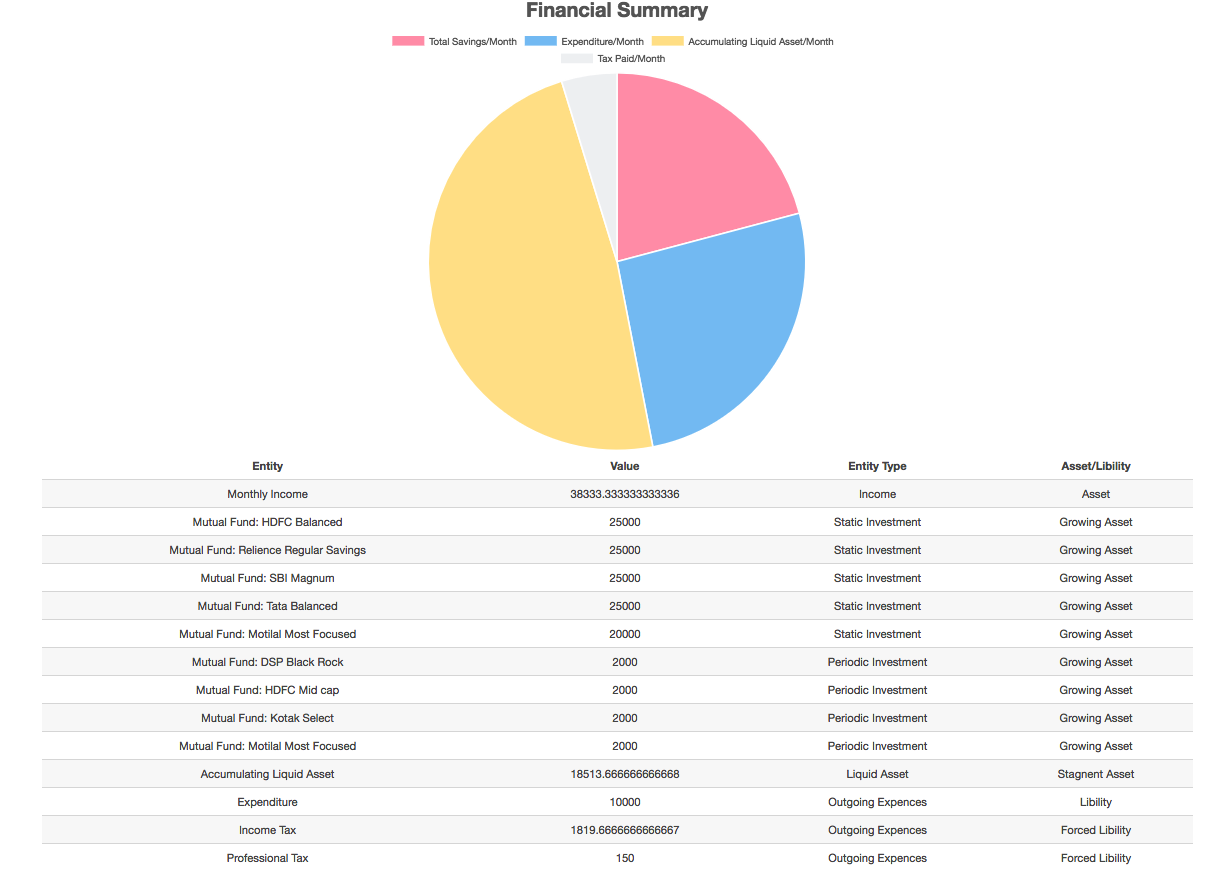 Financial Summary
Total Savings/Month Expenditure/Month Accumulating Liquid Asset/Month
Tax Paid/Month
Entity Value Entity Type Asset/Libility
Monthly Income 38333.333333333336 Income Asset
Mutual Fund: HDFC Balanced 25000 Static Investment Growing Asset
Mutual Fund: Relience Regular Savings 25000 Static Investment Growing Asset
Mutual Fund: SBI Magnum 25000 Static Investment Growing Asset
Mutual Fund: Tata Balanced 25000 Static Investment Growing Asset
Mutual Fund: Motilal Most Focused 20000 Static Investment Growing Asset
Mutual Fund: DSP Black Rock 2000 Periodic Investment Growing Asset
Mutual Fund: HDFC Mid cap 2000 Periodic Investment Growing Asset
Mutual Fund: Kotak Select 2000 Periodic Investment Growing Asset
Mutual Fund: Motilal Most Focused 2000 Periodic Investment Growing Asset
Accumulating Liquid Asset 18513.666666666668 Liquid Asset Stagnent Asset
Expenditure 10000 Outgoing Expences Libility
Income Tax 1819.6666666666667 Outgoing Expences Forced Libility
Professional Tax 150 Outgoing Expences Forced Libility